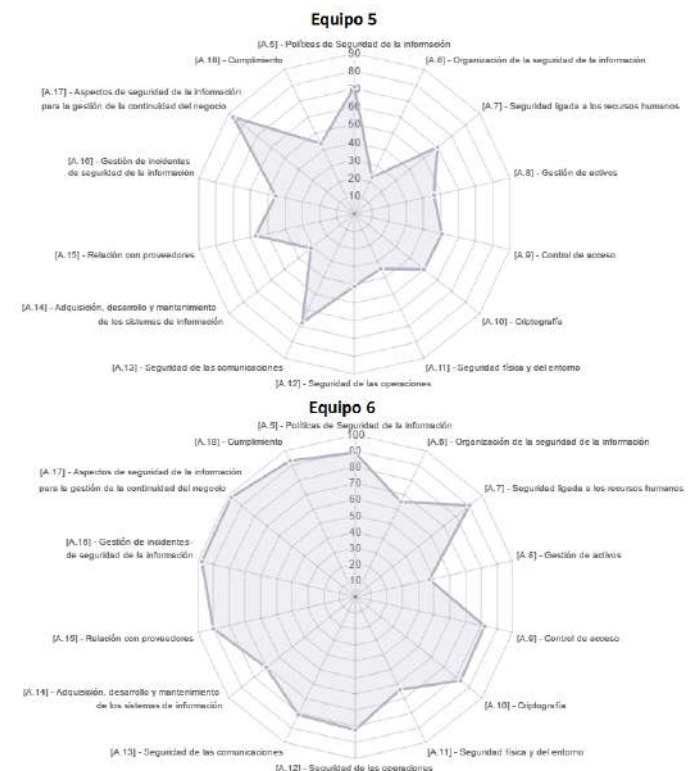 Equipo 5
[A.5] - Políticas de Seguridad de la información
[A.18] - Cumplimiento
[A.6] - Organización de la seguridad de la información
[A.17] - Aspectos de seguridad de la información
para la gestión de la continuidad del negocio
[A.7] - Seguridad ligada a los recursos humanos
[A.16] - Gestión de incidentes
de seguridad de la información
[A.8] - Gestión de activos
[A.15] - Relación con proveedores
[A.9] - Control de acceso
[A.14] - Adquisición, desarrollo y mantenimiento
de los sistemas de información
[A.10] - Criptografía
[A.13] - Seguridad de las comunicaciones
[A.11] - Seguridad física y del entorno
[A.12] - Seguridad de las operaciones
90
80
70
60
50
40
30
20
10
Equipo 6
[A.5] - Políticas de Seguridad de la información
[A.18] - Cumplimiento
[A.6] - Organización de la seguridad de la información
[A.17] - Aspectos de seguridad de la información
para la gestión de la continuidad del negocio
[A.7] - Seguridad ligada a los recursos humanos
[A.16] - Gestión de incidentes
de seguridad de la información
[A.8] - Gestión de activos
[A.15] - Relación con proveedores
[A.9] - Control de acceso
[A.14] - Adquisición, desarrollo y mantenimiento
de los sistemas de información
[A.10] - Criptografía
[A.13] - Seguridad de las comunicaciones
[A.11] - Seguridad física y del entorno
[A.12] - Seguridad de las operaciones
100
90
80
70
60
50
40
30
20
10